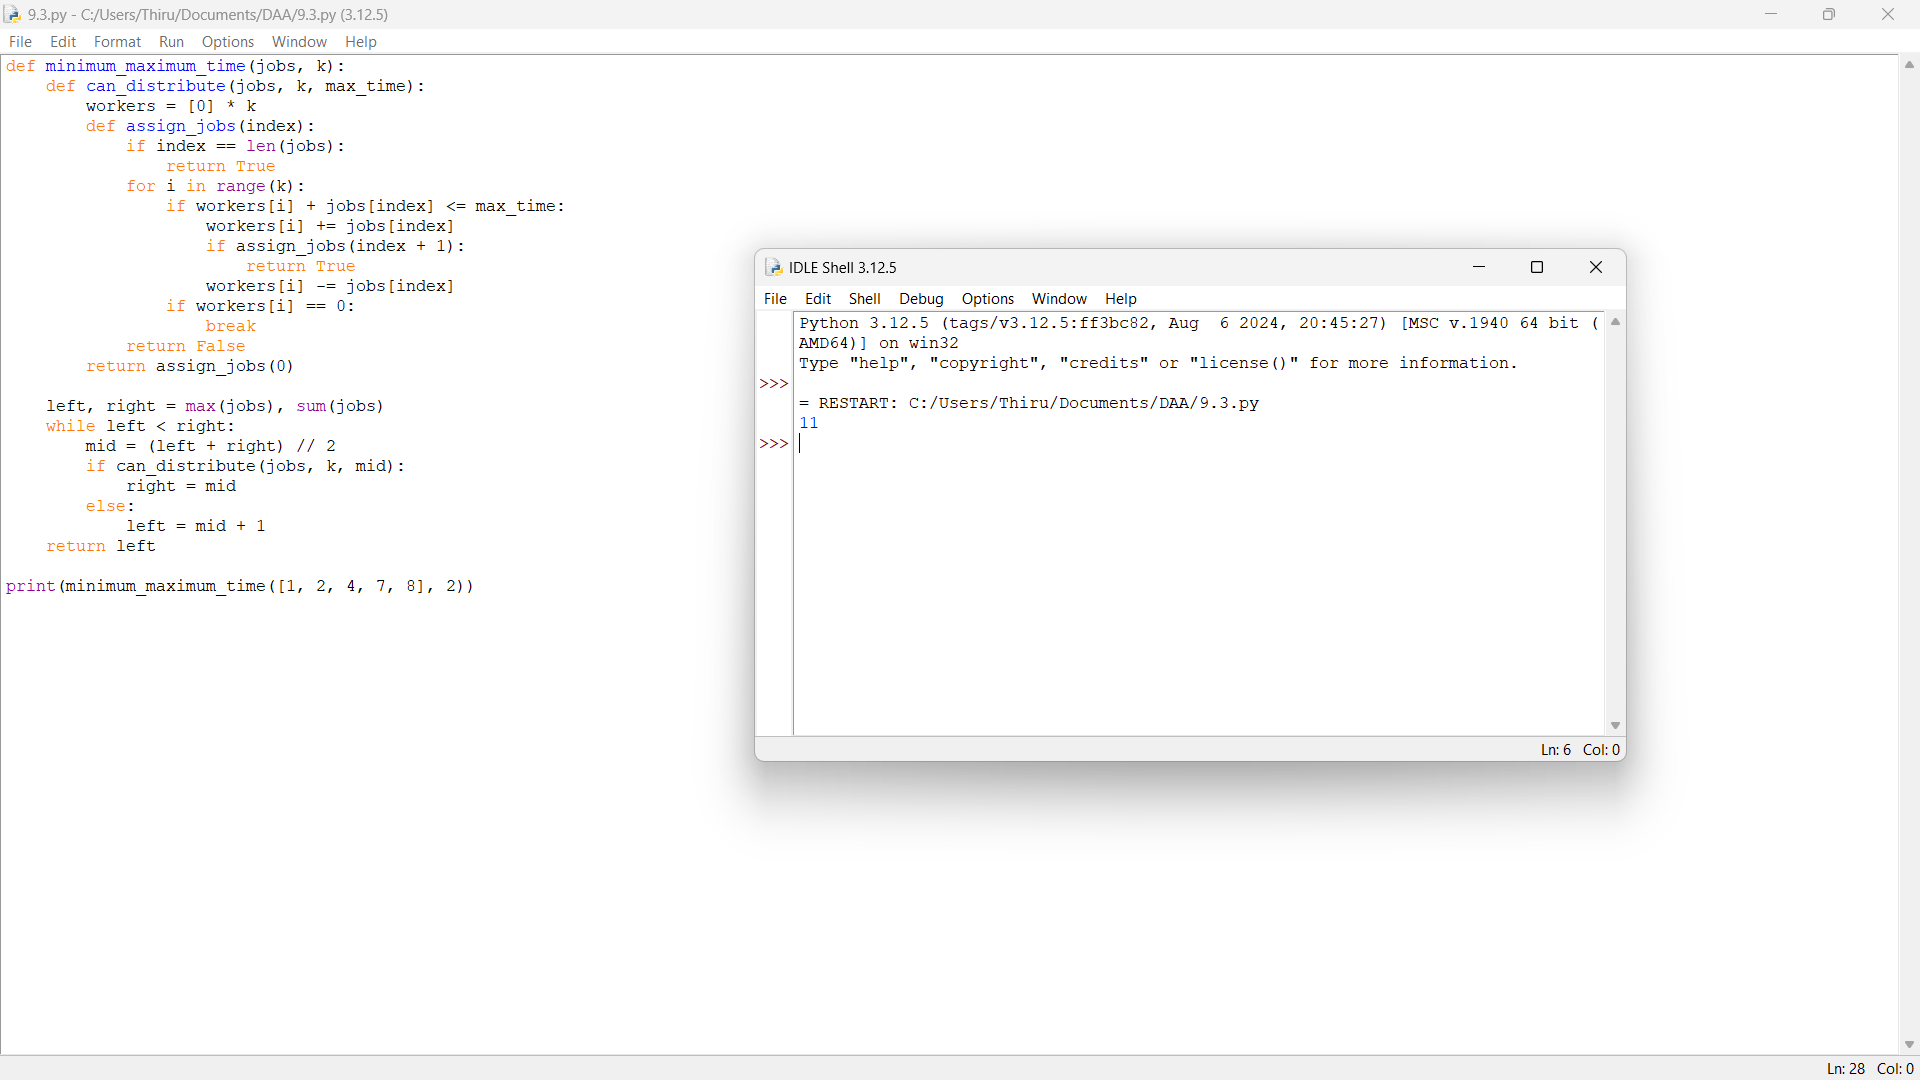 9.3.py - C:/Users/Thiru/Documents/DAA/9.3.py (3.12.5)
File Edit Format Run Options Window Help
def minimum_maximum_time(jobs, k):
    def can_distribute(jobs, k, max_time):
        workers = [0] * k
        def assign_jobs(index):
            if index == len(jobs):
                return True
            for i in range(k):
                if workers[i] + jobs[index] <= max_time:
                    workers[i] += jobs[index]
                    if assign_jobs(index + 1):
                        return True
                    workers[i] -= jobs[index]
                if workers[i] == 0:
                    break
            return False
        return assign_jobs(0)

    left, right = max(jobs), sum(jobs)
    while left < right:
        mid = (left + right) // 2
        if can_distribute(jobs, k, mid):
            right = mid
        else:
            left = mid + 1
    return left

print(minimum_maximum_time([1, 2, 4, 7, 8], 2))
IDLE Shell 3.12.5
File Edit Shell Debug Options Window Help
Python 3.12.5 (tags/v3.12.5:ff3bc82, Aug  6 2024, 20:45:27) [MSC v.1940 64 bit (
AMD64)] on win32
Type "help", "copyright", "credits" or "license()" for more information.
>>>
= RESTART: C:/Users/Thiru/Documents/DAA/9.3.py
11
>>>
Ln: 6 Col: 0
Ln: 28 Col: 0